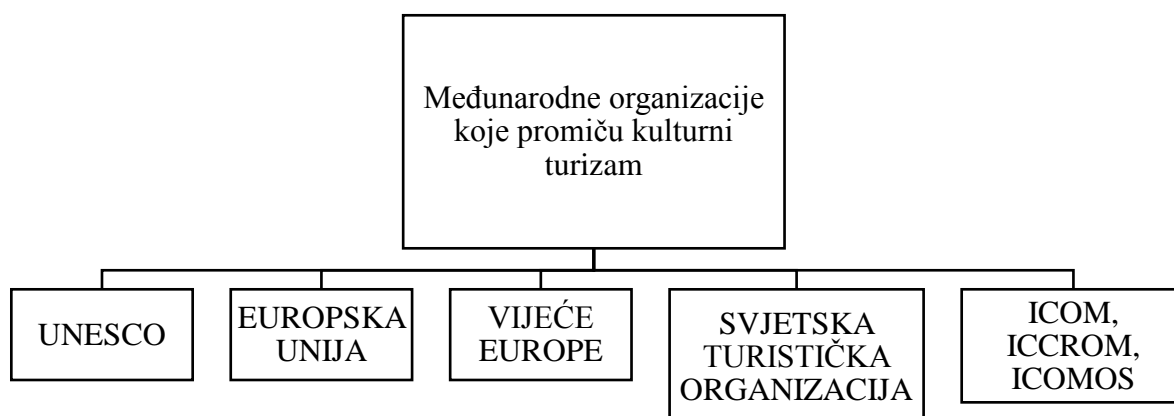 Međunarodne organizacije
koje promiču kulturni
turizam
UNESCO
EUROPSKA
UNIJA
VIJEĆE
EUROPE
SVJETSKA
TURISTIČKA
ORGANIZACIJA
ICOM,
ICCROM,
ICOMOS